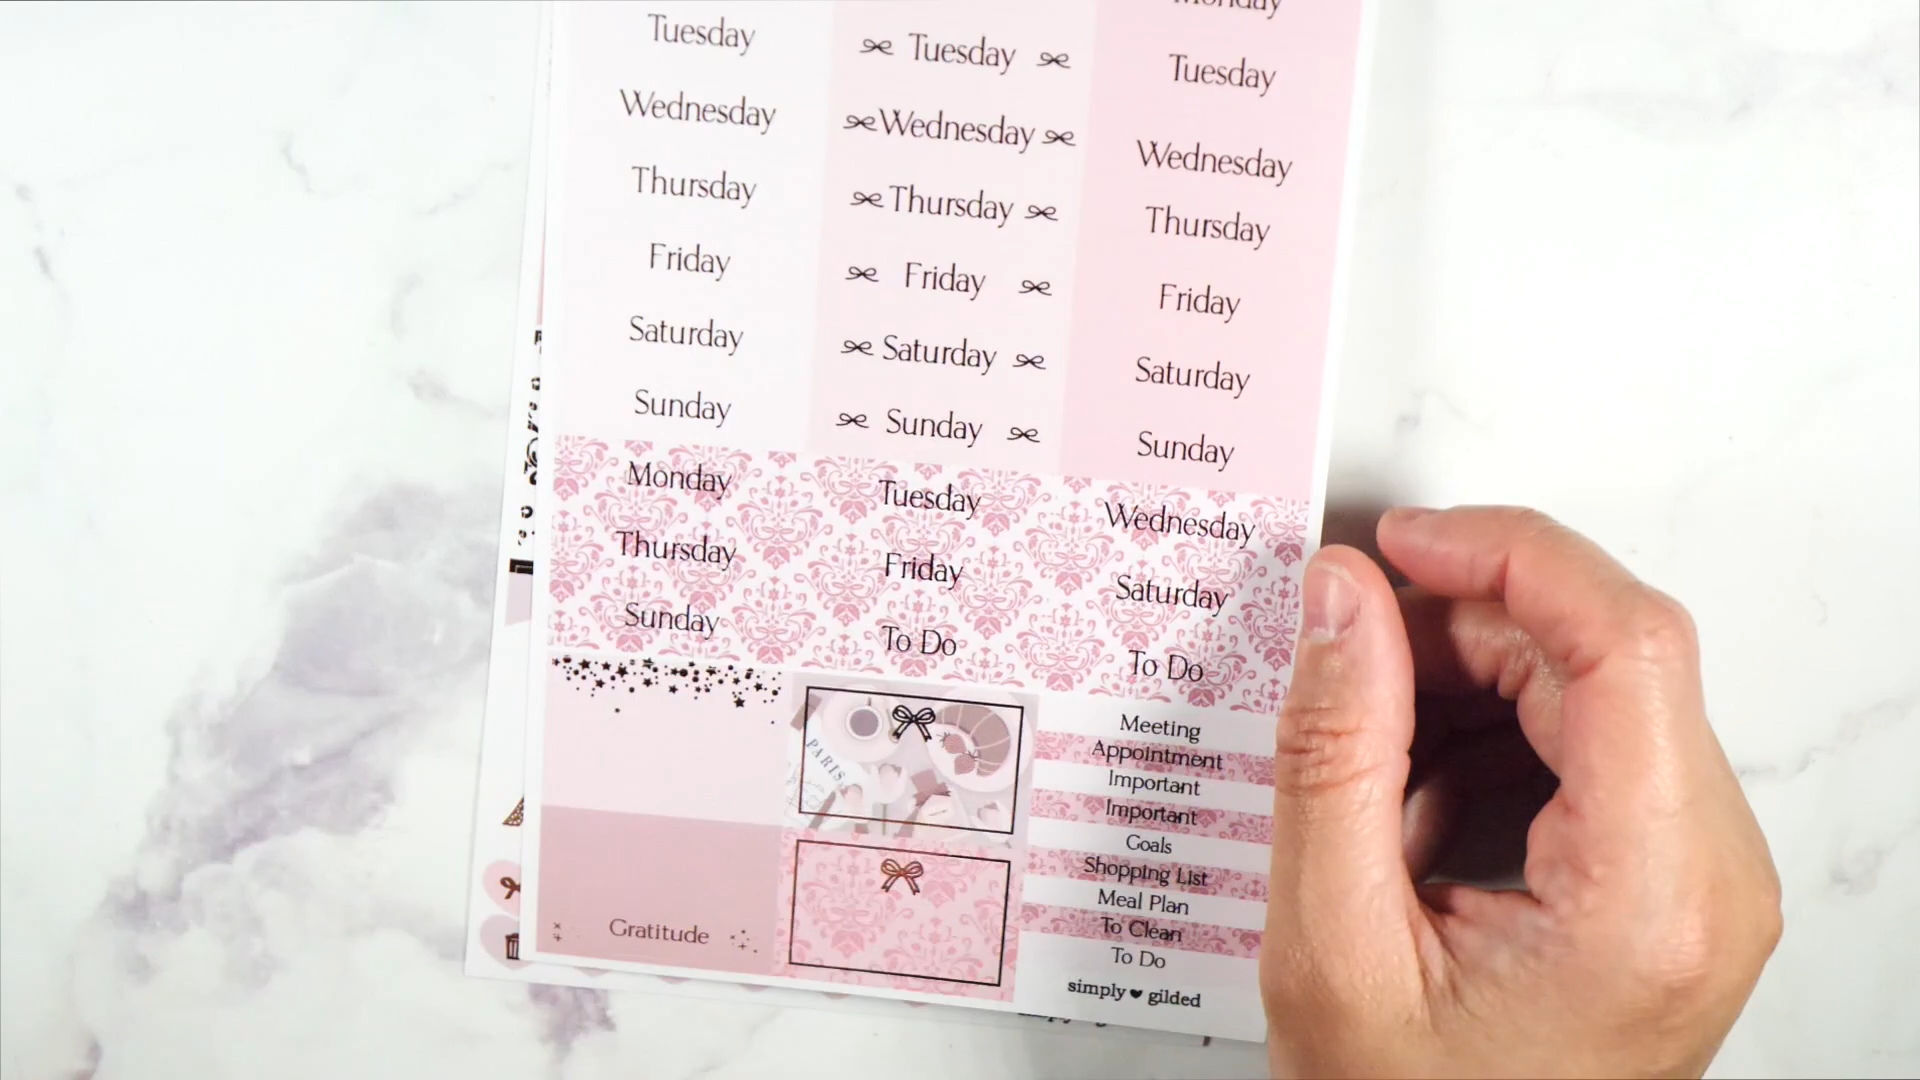 Monday
Tuesday
Tuesday
Tuesday
Wednesday
Wednesday
Wednesday
Thursday
Thursday
Thursday
Friday
Friday
Friday
Saturday
Saturday
Saturday
Sunday
Sunday
Sunday
Monday
Tuesday
Wednesday
Thursday
Friday
Saturday
Sunday
To Do
To Do
PARIS
Gratitude
Meeting
Appointment
Important
Important
Goals
Shopping List
Meal Plan
To Clean
To Do
simply gilded